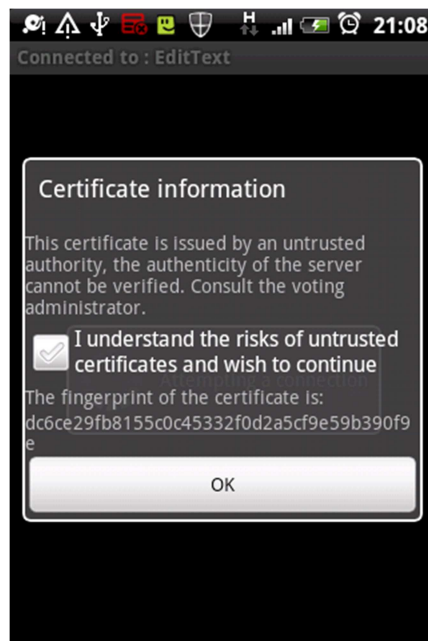 H 21:08
Connected to : EditText
Certificate information
This certificate is issued by an untrusted
authority, the authenticity of the server
cannot be verified. Consult the voting
administrator.
I understand the risks of untrusted
certificates and wish to continue
Attempting a connection
The fingerprint of the certificate is:
dc6ce29fb8155c0c45332f0d2a5cf9e59b390f9
e
OK